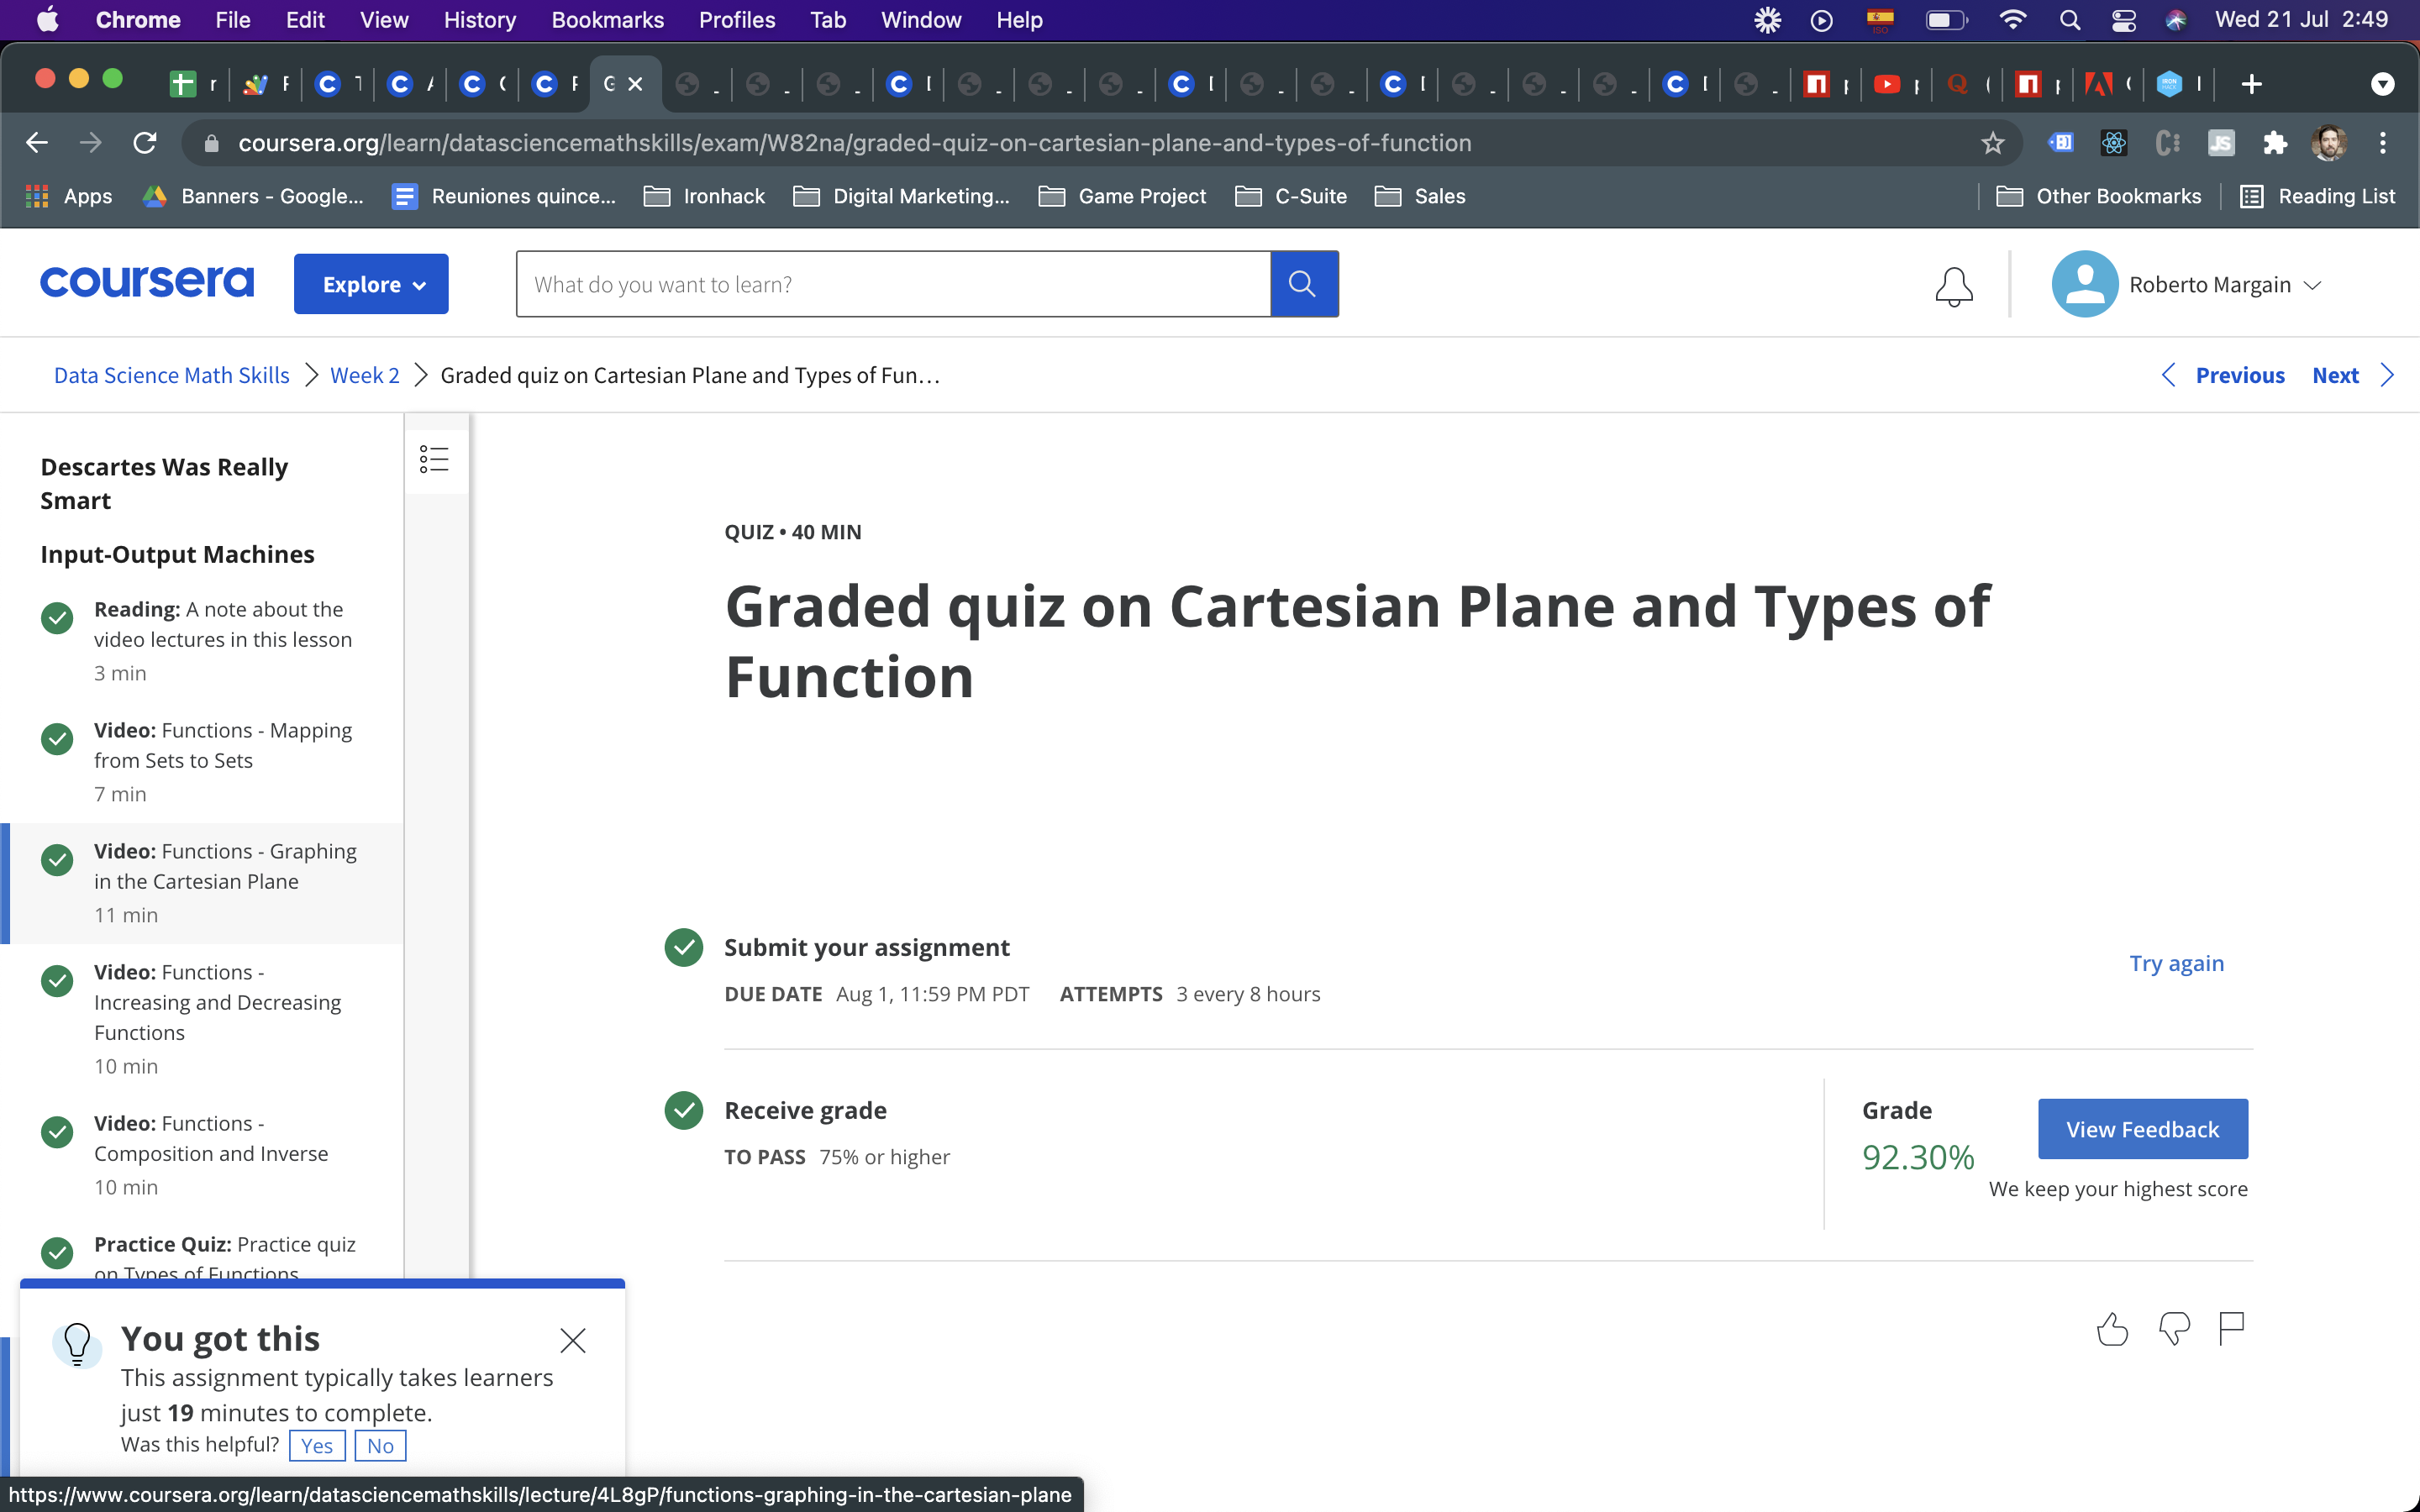 Chrome File Edit View History Bookmarks Profiles Tab Window Help Wed 21 Jul 2:49
coursera.org/learn/datasciencemathskills/exam/W82na/graded-quiz-on-cartesian-plane-and-types-of-function
Apps Banners - Google... Reuniones quince... Ironhack Digital Marketing... Game Project C-Suite Sales Other Bookmarks Reading List
coursera Explore What do you want to learn? Roberto Margain
Data Science Math Skills Week 2 Graded quiz on Cartesian Plane and Types of Fun... Previous Next
Descartes Was Really
Smart
Input-Output Machines
Reading: A note about the
video lectures in this lesson
3 min
Video: Functions - Mapping
from Sets to Sets
7 min
Video: Functions - Graphing
in the Cartesian Plane
11 min
Video: Functions -
Increasing and Decreasing
Functions
10 min
Video: Functions -
Composition and Inverse
10 min
Practice Quiz: Practice quiz
on Types of Functions
You got this
This assignment typically takes learners
just 19 minutes to complete.
Was this helpful? Yes No
QUIZ • 40 MIN
Graded quiz on Cartesian Plane and Types of
Function
Submit your assignment
Try again
DUE DATE Aug 1, 11:59 PM PDT ATTEMPTS 3 every 8 hours
Receive grade
TO PASS 75% or higher
Grade
92.30%
View Feedback
We keep your highest score
https://www.coursera.org/learn/datasciencemathskills/lecture/4L8gP/functions-graphing-in-the-cartesian-plane